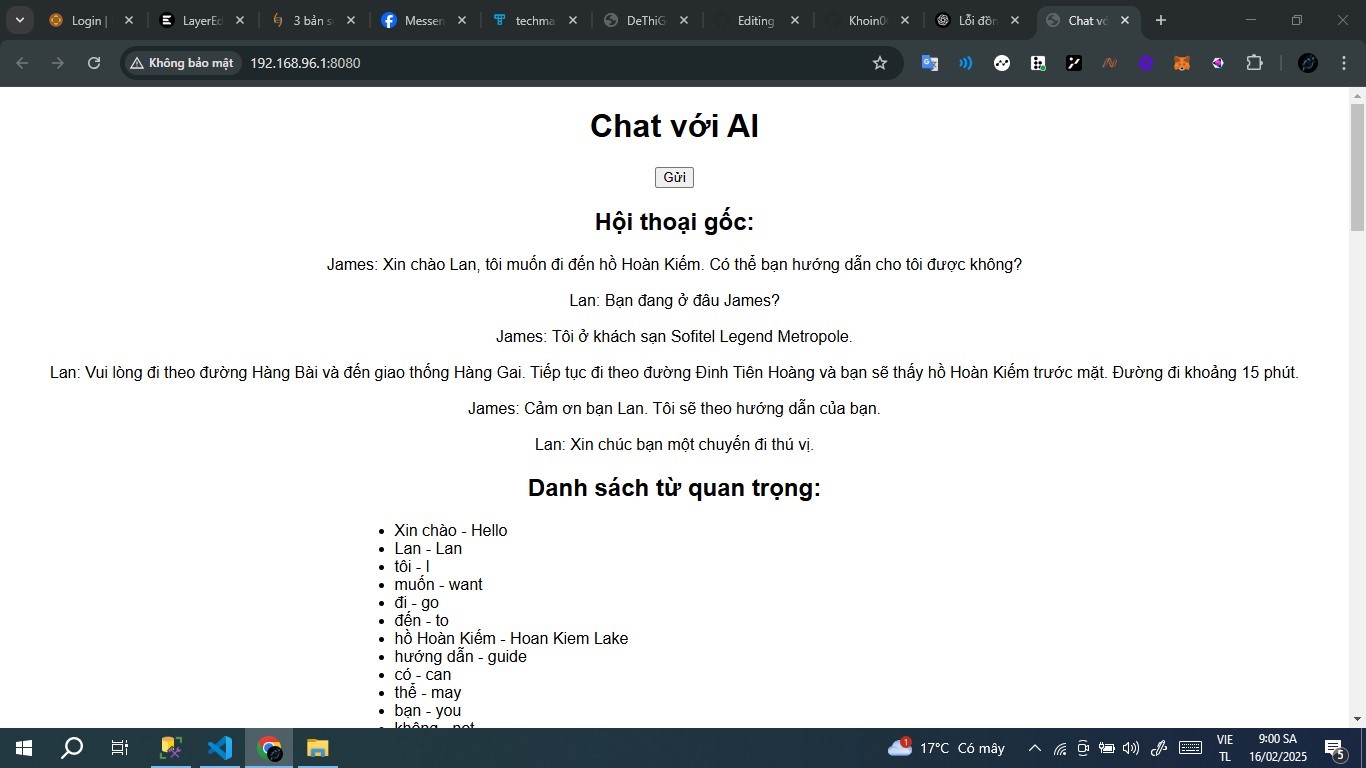 Login |
LayerEd
3 bản s
Messen
techma
DeThiG
Editing
Khoin0
Lỗi đồn
Chat vớ
Không bảo mật
192.168.96.1:8080
Chat với AI
Gửi
Hội thoại gốc:
James: Xin chào Lan, tôi muốn đi đến hồ Hoàn Kiếm. Có thể bạn hướng dẫn cho tôi được không?
Lan: Bạn đang ở đâu James?
James: Tôi ở khách sạn Sofitel Legend Metropole.
Lan: Vui lòng đi theo đường Hàng Bài và đến giao thống Hàng Gai. Tiếp tục đi theo đường Đinh Tiên Hoàng và bạn sẽ thấy hồ Hoàn Kiếm trước mặt. Đường đi khoảng 15 phút.
James: Cảm ơn bạn Lan. Tôi sẽ theo hướng dẫn của bạn.
Lan: Xin chúc bạn một chuyến đi thú vị.
Danh sách từ quan trọng:
Xin chào - Hello
Lan - Lan
tôi - I
muốn - want
đi - go
đến - to
hồ Hoàn Kiếm - Hoan Kiem Lake
hướng dẫn - guide
có - can
thể - may
bạn - you
không - not
17°C Có mây
VIE
TL
9:00 SA
16/02/2025
1
5